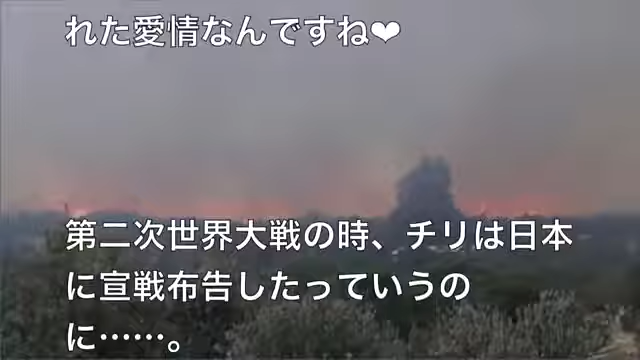 れた愛情なんですね❤
第二次世界大戦の時、チリは日本
に宣戦布告したっていうの
に……。